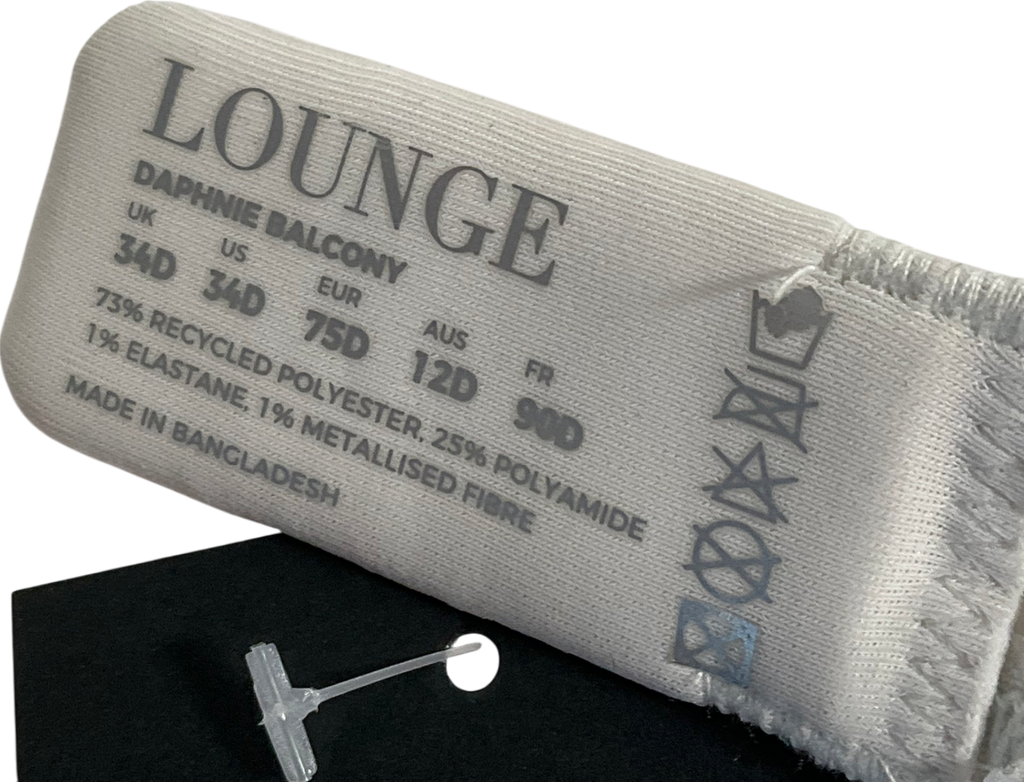 LOUNGE
DAPHNIE BALCONY
UK US EUR AUS FR
34D 34D 75D 12D 90D
73% RECYCLED POLYESTER, 25% POLYAMIDE
1% ELASTANE, 1% METALLISED FIBRE
MADE IN BANGLADESH